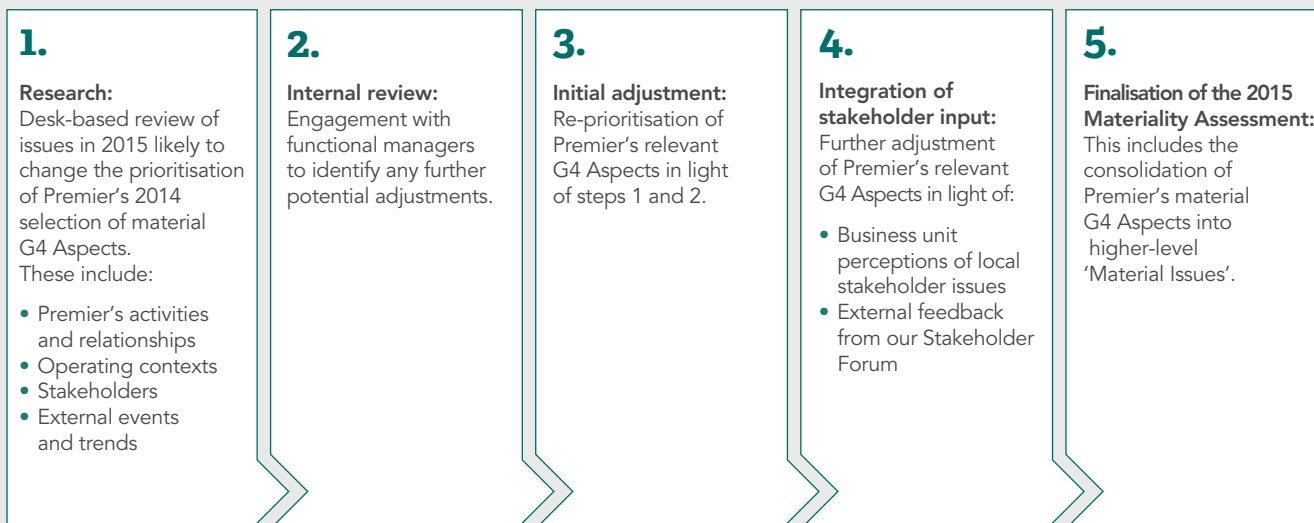 1.
Research:
Desk-based review of
issues in 2015 likely to
change the prioritisation
of Premier's 2014
selection of material
G4 Aspects.
These include:
• Premier's activities
and relationships
• Operating contexts
• Stakeholders
• External events
and trends
2.
Internal review:
Engagement with
functional managers
to identify any further
potential adjustments.
3.
Initial adjustment:
Re-prioritisation of
Premier's relevant
G4 Aspects in light
of steps 1 and 2.
4.
Integration of
stakeholder input:
Further adjustment
of Premier's relevant
G4 Aspects in light of:
• Business unit
perceptions of local
stakeholder issues
• External feedback
from our Stakeholder
Forum
5.
Finalisation of the 2015
Materiality Assessment:
This includes the
consolidation of
Premier's material
G4 Aspects into
higher-level
'Material Issues'.